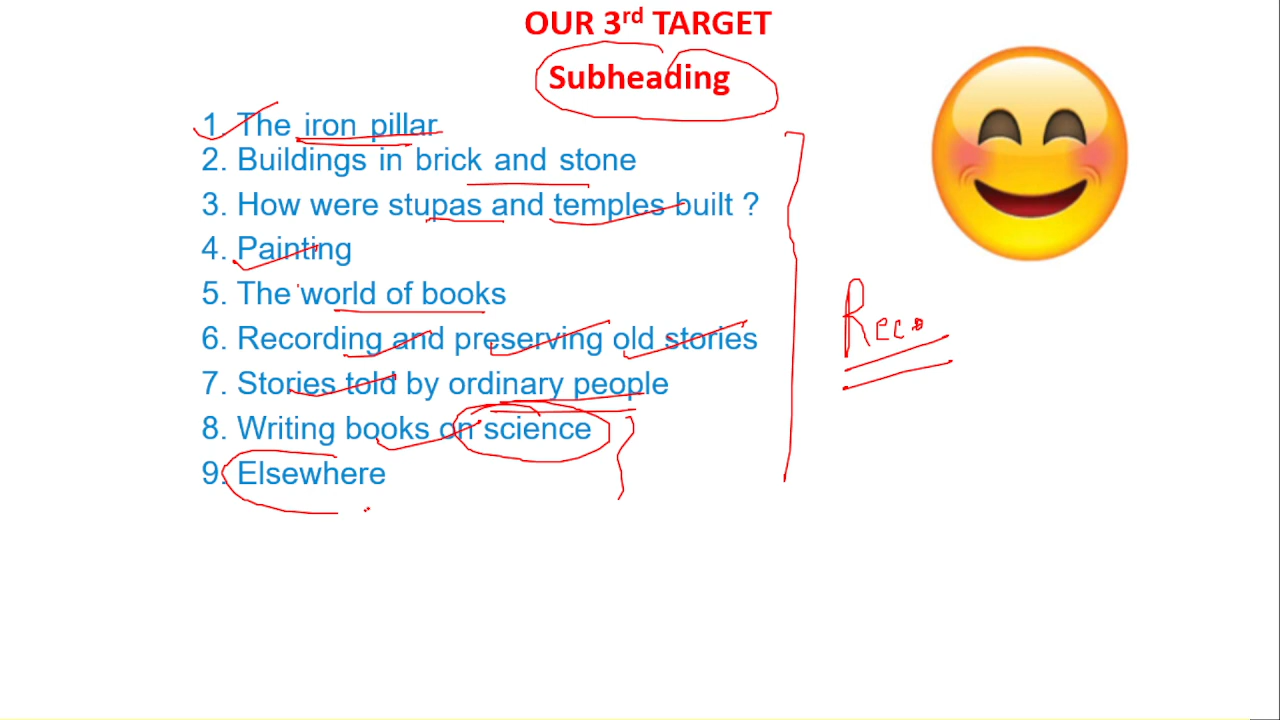 OUR 3rd TARGET
Subheading
1. The iron pillar
2. Buildings in brick and stone
3. How were stupas and temples built ?
4. Painting
5. The world of books
6. Recording and preserving old stories
7. Stories told by ordinary people
8. Writing books on science
9. Elsewhere